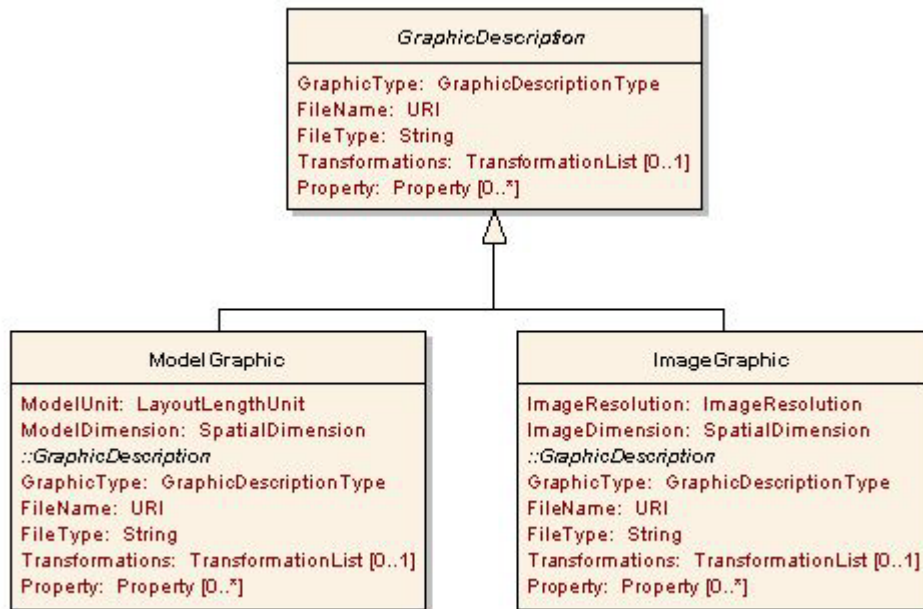 GraphicDescription
GraphicType: GraphicDescriptionType
FileName: URI
FileType: String
Transformations: TransformationList [0..1]
Property: Property [0..*]
ModelGraphic
ModelUnit: LayoutLengthUnit
ModelDimension: SpatialDimension
::GraphicDescription
GraphicType: GraphicDescriptionType
FileName: URI
FileType: String
Transformations: TransformationList [0..1]
Property: Property [0..*]
ImageGraphic
ImageResolution: ImageResolution
ImageDimension: SpatialDimension
::GraphicDescription
GraphicType: GraphicDescriptionType
FileName: URI
FileType: String
Transformations: TransformationList [0..1]
Property: Property [0..*]